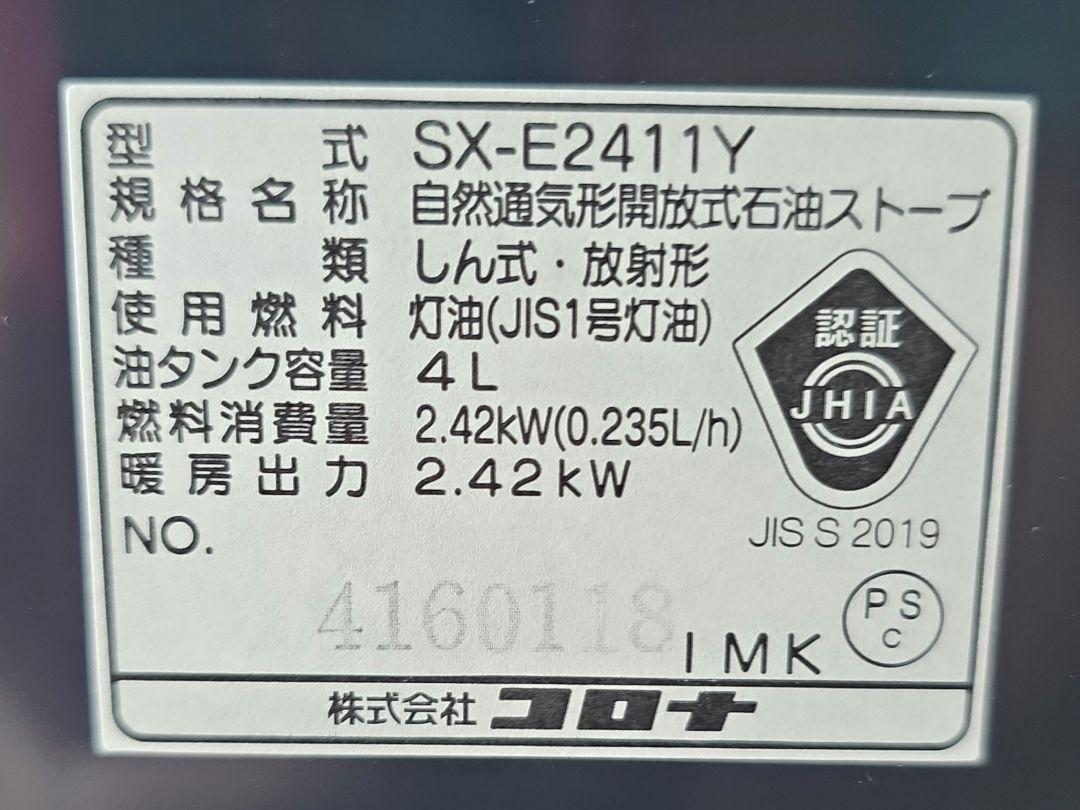 型式 SX-E2411Y
規格名称 自然通気形開放式石油ストーブ
種類 しん式・放射形
使用燃料 灯油(JIS1号灯油)
油タンク容量 4L
燃料消費量 2.42kW(0.235L/h)
暖房出力 2.42kW
認証
JHIA
JIS S 2019
NO.
4160118
IMK
PS
C
株式会社 コロナ